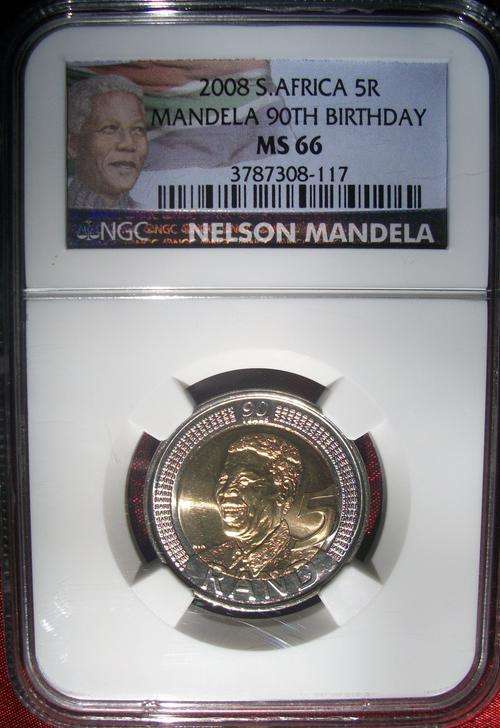 2008 S.AFRICA 5R
MANDELA 90TH BIRTHDAY
MS 66
3787308-117
NGC NELSON MANDELA
90
5
RAND